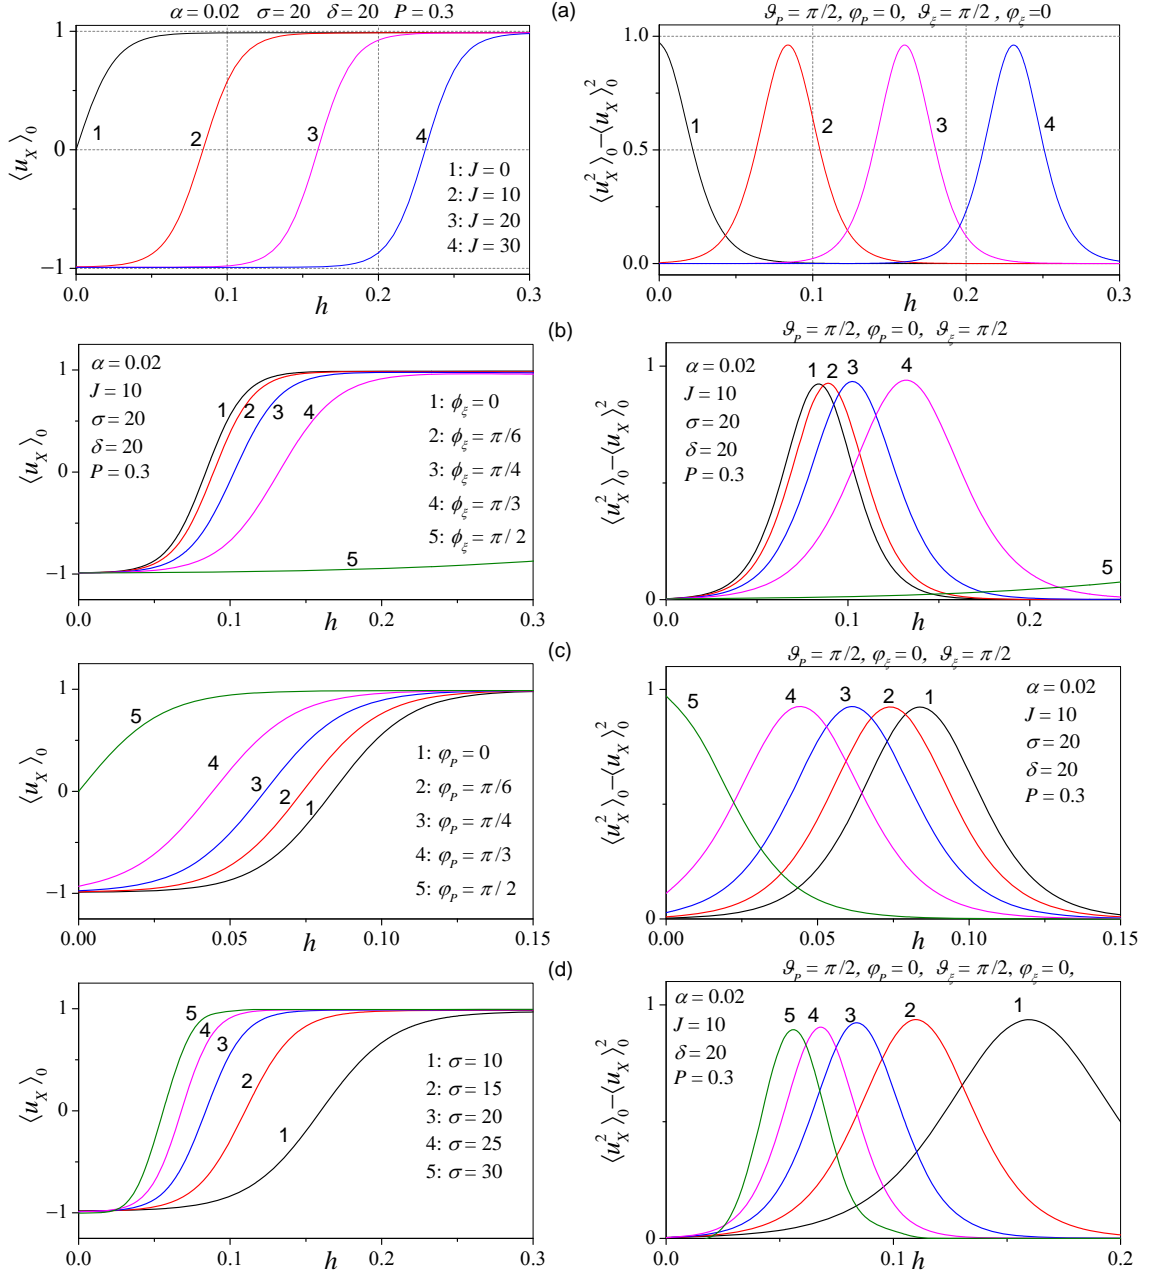 α = 0.02 σ = 20 δ = 20 P = 0.3
(a)
ϑ_P = π/2, φ_P = 0, ϑ_ξ = π/2 , φ_ξ = 0
⟨u_X⟩_0
1
0
−1
1
2
3
4
1: J = 0
2: J = 10
3: J = 20
4: J = 30
0.0 0.1 0.2 0.3
h
⟨u_X^2⟩_0 − ⟨u_X⟩_0^2
1.0
0.5
0.0
1
2
3
4
0.0 0.1 0.2 0.3
h
(b)
ϑ_P = π/2, φ_P = 0, ϑ_ξ = π/2
⟨u_X⟩_0
1
0
−1
α = 0.02
J = 10
σ = 20
δ = 20
P = 0.3
1 2 3 4
5
1: ϕ_ξ = 0
2: ϕ_ξ = π/6
3: ϕ_ξ = π/4
4: ϕ_ξ = π/3
5: ϕ_ξ = π/2
0.0 0.1 0.2 0.3
h
⟨u_X^2⟩_0 − ⟨u_X⟩_0^2
1
0
α = 0.02
J = 10
σ = 20
δ = 20
P = 0.3
1 2 3 4
5
0.0 0.1 0.2
h
(c)
ϑ_P = π/2, φ_ξ = 0, ϑ_ξ = π/2
⟨u_X⟩_0
1
0
−1
5
4
3
2
1
1: φ_P = 0
2: φ_P = π/6
3: φ_P = π/4
4: φ_P = π/3
5: φ_P = π/2
0.00 0.05 0.10 0.15
h
⟨u_X^2⟩_0 − ⟨u_X⟩_0^2
1
0
5 4 3 2 1
α = 0.02
J = 10
σ = 20
δ = 20
P = 0.3
0.00 0.05 0.10 0.15
h
(d)
ϑ_P = π/2, φ_P = 0, ϑ_ξ = π/2, φ_ξ = 0,
⟨u_X⟩_0
1
0
−1
5
4
3
2
1
1: σ = 10
2: σ = 15
3: σ = 20
4: σ = 25
5: σ = 30
0.0 0.1 0.2 0.3
h
⟨u_X^2⟩_0 − ⟨u_X⟩_0^2
1
0
α = 0.02
J = 10
δ = 20
P = 0.3
5 4 3 2 1
0.0 0.1 0.2
h